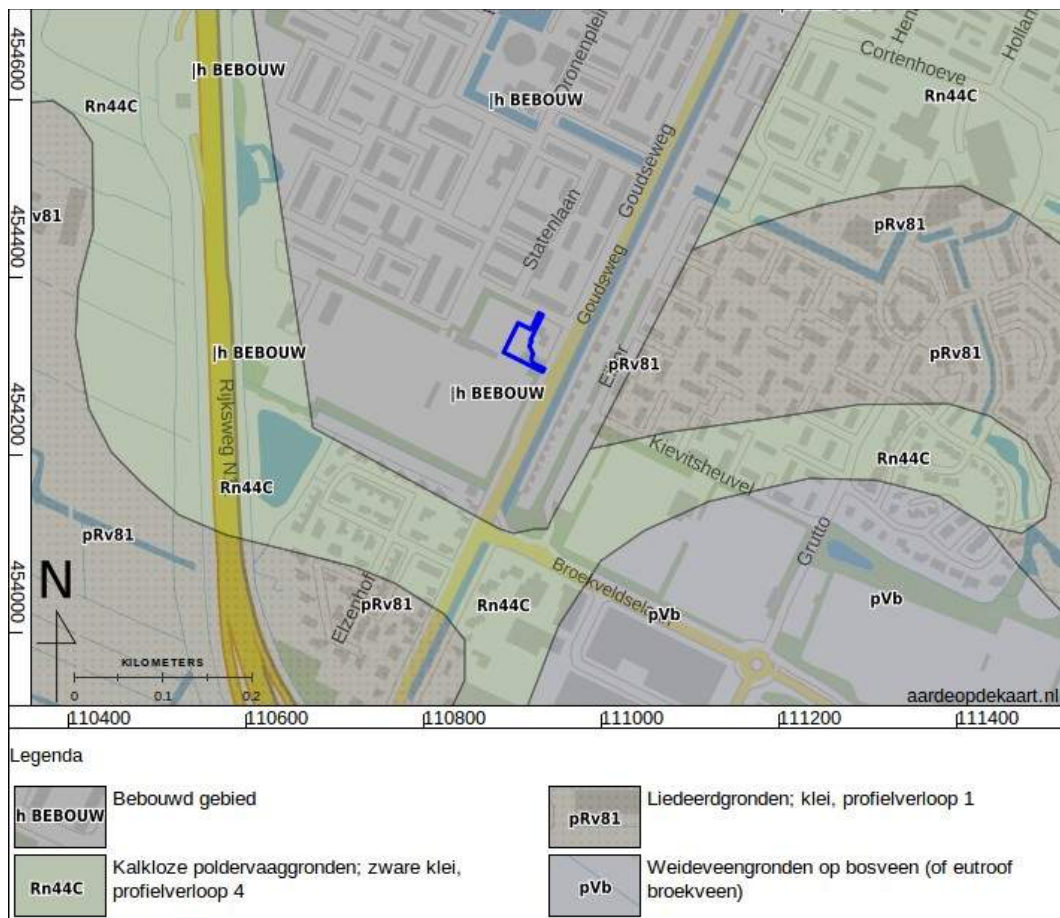 454600
454400
454200
454000
|h BEBOUW
Rn44C
|h BEBOUW
Dronenplein
Cortenhoeve
Rn44C
Goudseweg
v81
pRv81
Statenlaan
Goudseweg
|h BEBOUW
pRv81
pRv81
|h BEBOUW
Rijksweg N1
Kievitsheuvel
Rn44C
Rn44C
pRv81
Grutto
Broekveldsel
N
Elzenhof
pRv81
Rn44C
pVb
pVb
KILOMETERS
0 0.1 0.2
aardeopdekaart.nl
110400 110600 110800 111000 111200 111400
Legenda
h BEBOUW Bebouwd gebied
pRv81 Liedeerdgronden; klei, profielverloop 1
Rn44C Kalkloze poldervaaggronden; zware klei,
profielverloop 4
pVb Weideveengronden op bosveen (of eutroof
broekveen)